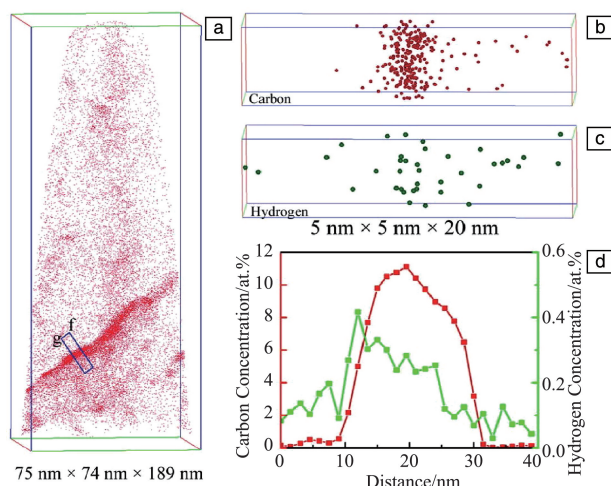 a
g f
75 nm × 74 nm × 189 nm
b
Carbon
c
Hydrogen
5 nm × 5 nm × 20 nm
d
12
10
8
6
4
2
0
Carbon Concentration/at.%
0.6
0.4
0.2
0.0
Hydrogen Concentration/at.%
0 10 20 30 40
Distance/nm